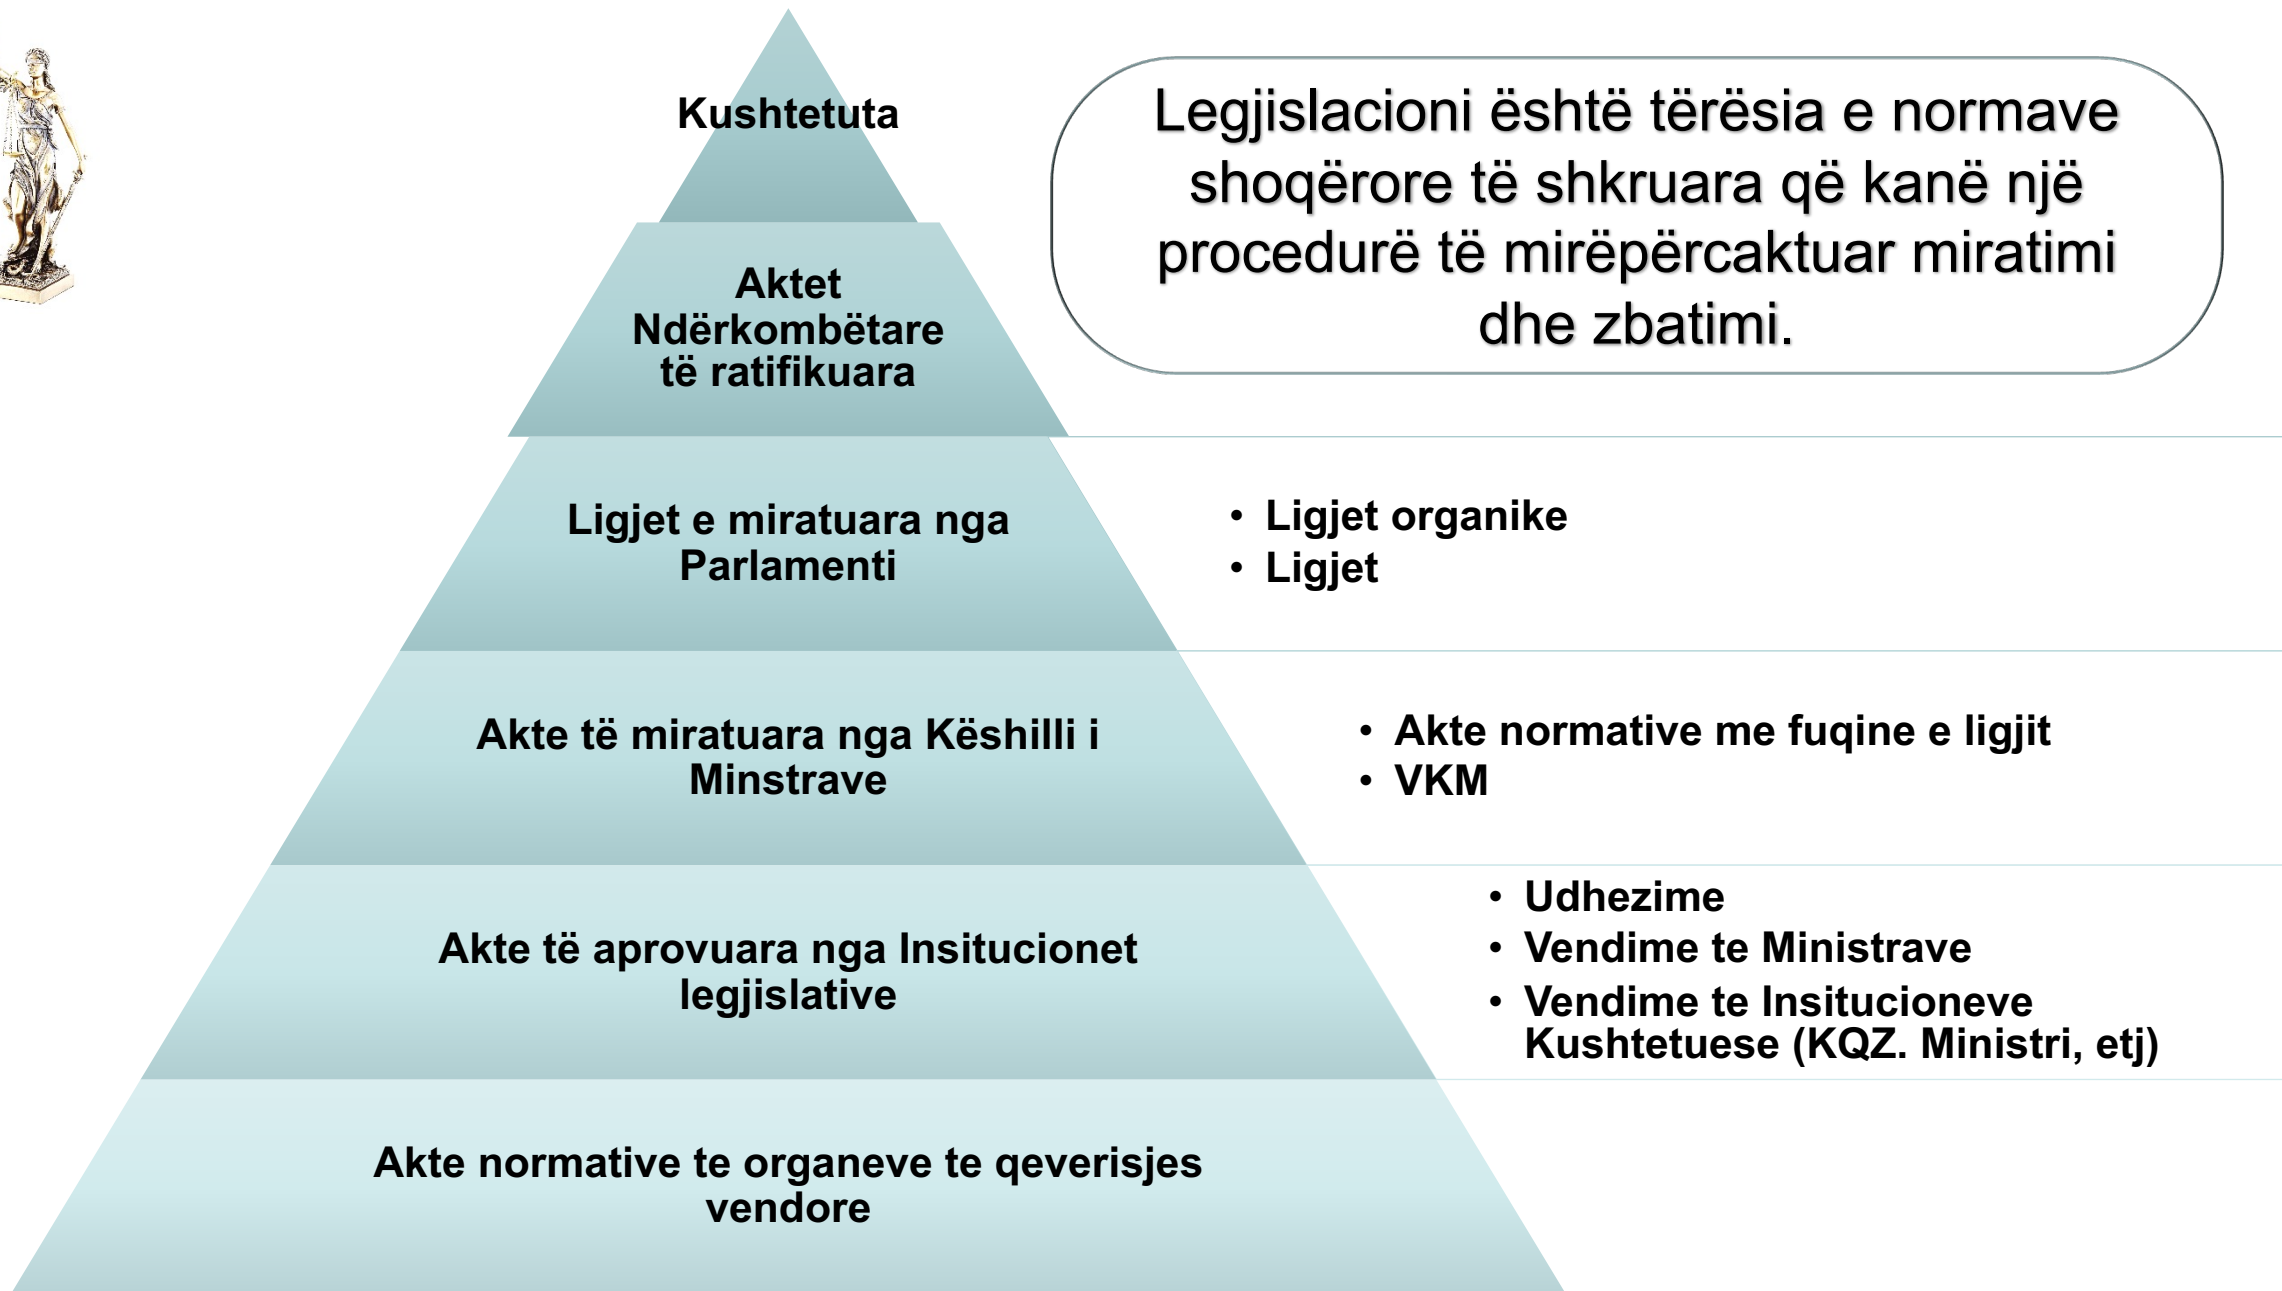 Kushtetuta
Legjislacioni është tërësia e normave
shoqërore të shkruara që kanë një
procedurë të mirëpërcaktuar miratimi
dhe zbatimi.
Aktet
Ndërkombëtare
të ratifikuara
Ligjet e miratuara nga
Parlamenti
• Ligjet organike
• Ligjet
Akte të miratuara nga Këshilli i
Minstrave
• Akte normative me fuqine e ligjit
• VKM
Akte të aprovuara nga Insitucionet
legjislative
• Udhezime
• Vendime te Ministrave
• Vendime te Insitucioneve
Kushtetuese (KQZ. Ministri, etj)
Akte normative te organeve te qeverisjes
vendore